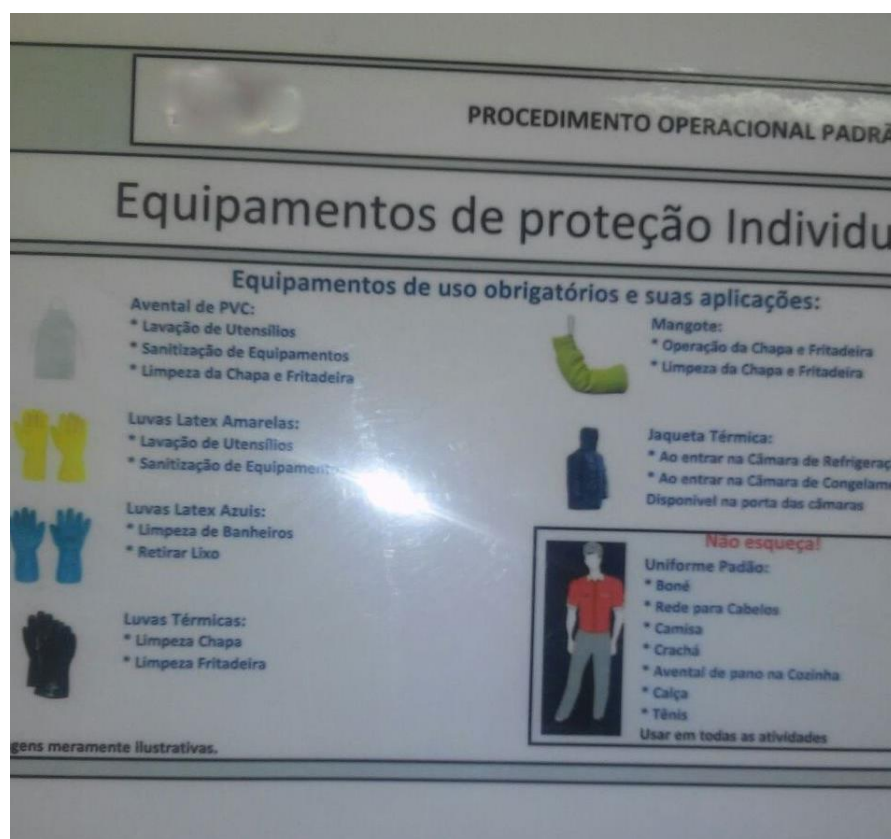 PROCEDIMENTO OPERACIONAL PADRÃ
Equipamentos de proteção Individu
Equipamentos de uso obrigatórios e suas aplicações:
Avental de PVC:
* Lavação de Utensílios
* Sanitização de Equipamentos
* Limpeza da Chapa e Fritadeira
Luvas Latex Amarelas:
* Lavação de Utensílios
* Sanitização de Equipamentos
Luvas Latex Azuis:
* Limpeza de Banheiros
* Retirar Lixo
Luvas Térmicas:
* Limpeza Chapa
* Limpeza Fritadeira
Mangote:
* Operação da Chapa e Fritadeira
* Limpeza da Chapa e Fritadeira
Jaqueta Térmica:
* Ao entrar na Câmara de Refrigeraç
* Ao entrar na Câmara de Congelame
Disponível na porta das câmaras
Não esqueça!
Uniforme Padão:
* Boné
* Rede para Cabelos
* Camisa
* Crachá
* Avental de pano na Cozinha
* Calça
* Tênis
Usar em todas as atividades
gens meramente ilustrativas.